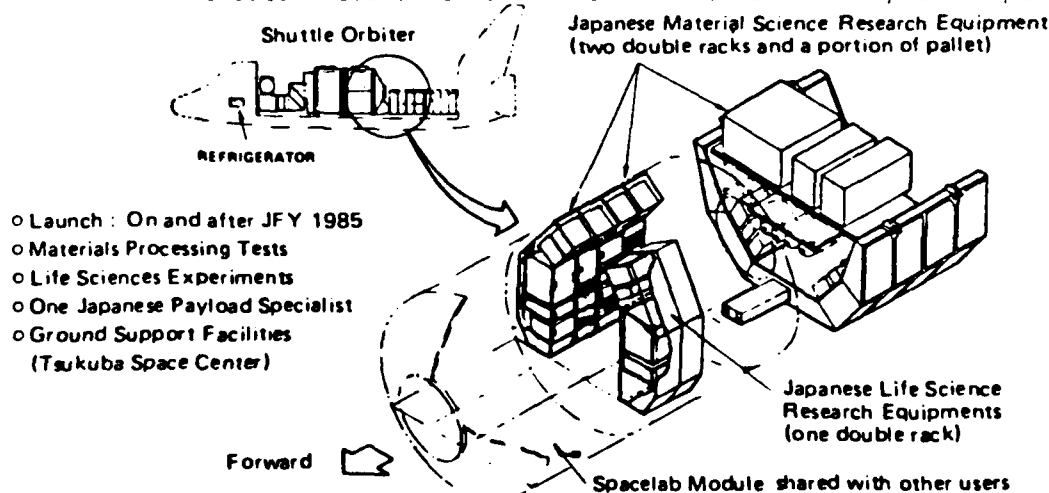 Shuttle Orbiter
Japanese Material Science Research Equipment
(two double racks and a portion of pallet)
REFRIGERATOR
o Launch : On and after JFY 1985
o Materials Processing Tests
o Life Sciences Experiments
o One Japanese Payload Specialist
o Ground Support Facilities
(Tsukuba Space Center)
Japanese Life Science
Research Equipments
(one double rack)
Forward
Spacelab Module shared with other users